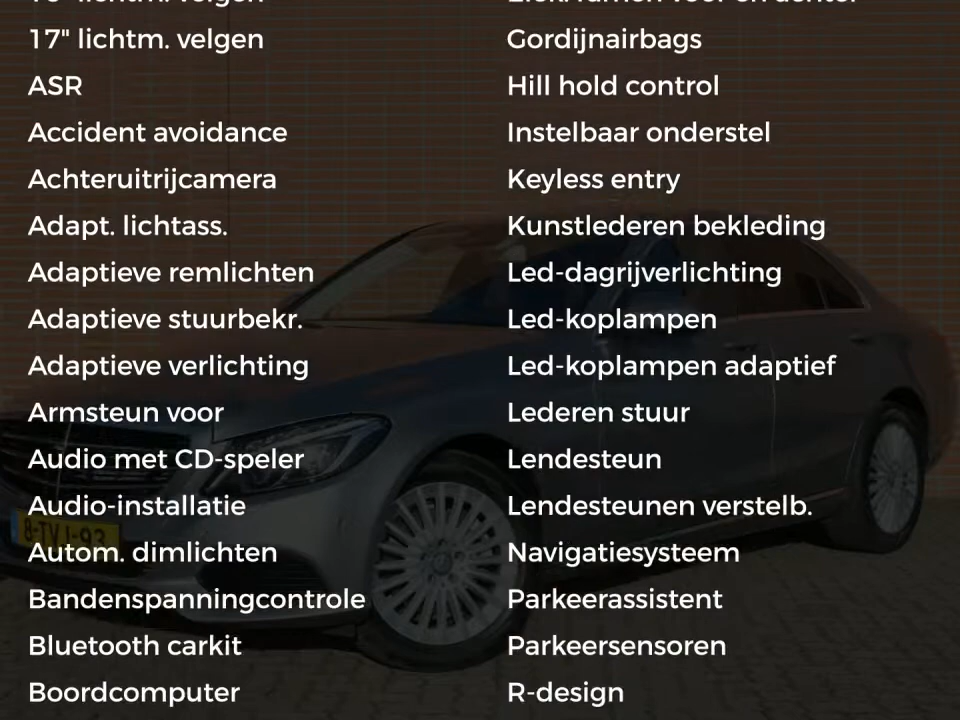 17" lichtm. velgen
ASR
Accident avoidance
Achteruitrijcamera
Adapt. lichtass.
Adaptieve remlichten
Adaptieve stuurbekr.
Adaptieve verlichting
Armsteun voor
Audio met CD-speler
Audio-installatie
Autom. dimlichten
Bandenspanningcontrole
Bluetooth carkit
Boordcomputer
Gordijnairbags
Hill hold control
Instelbaar onderstel
Keyless entry
Kunstlederen bekleding
Led-dagrijverlichting
Led-koplampen
Led-koplampen adaptief
Lederen stuur
Lendesteun
Lendesteunen verstelb.
Navigatiesysteem
Parkeerassistent
Parkeersensoren
R-design